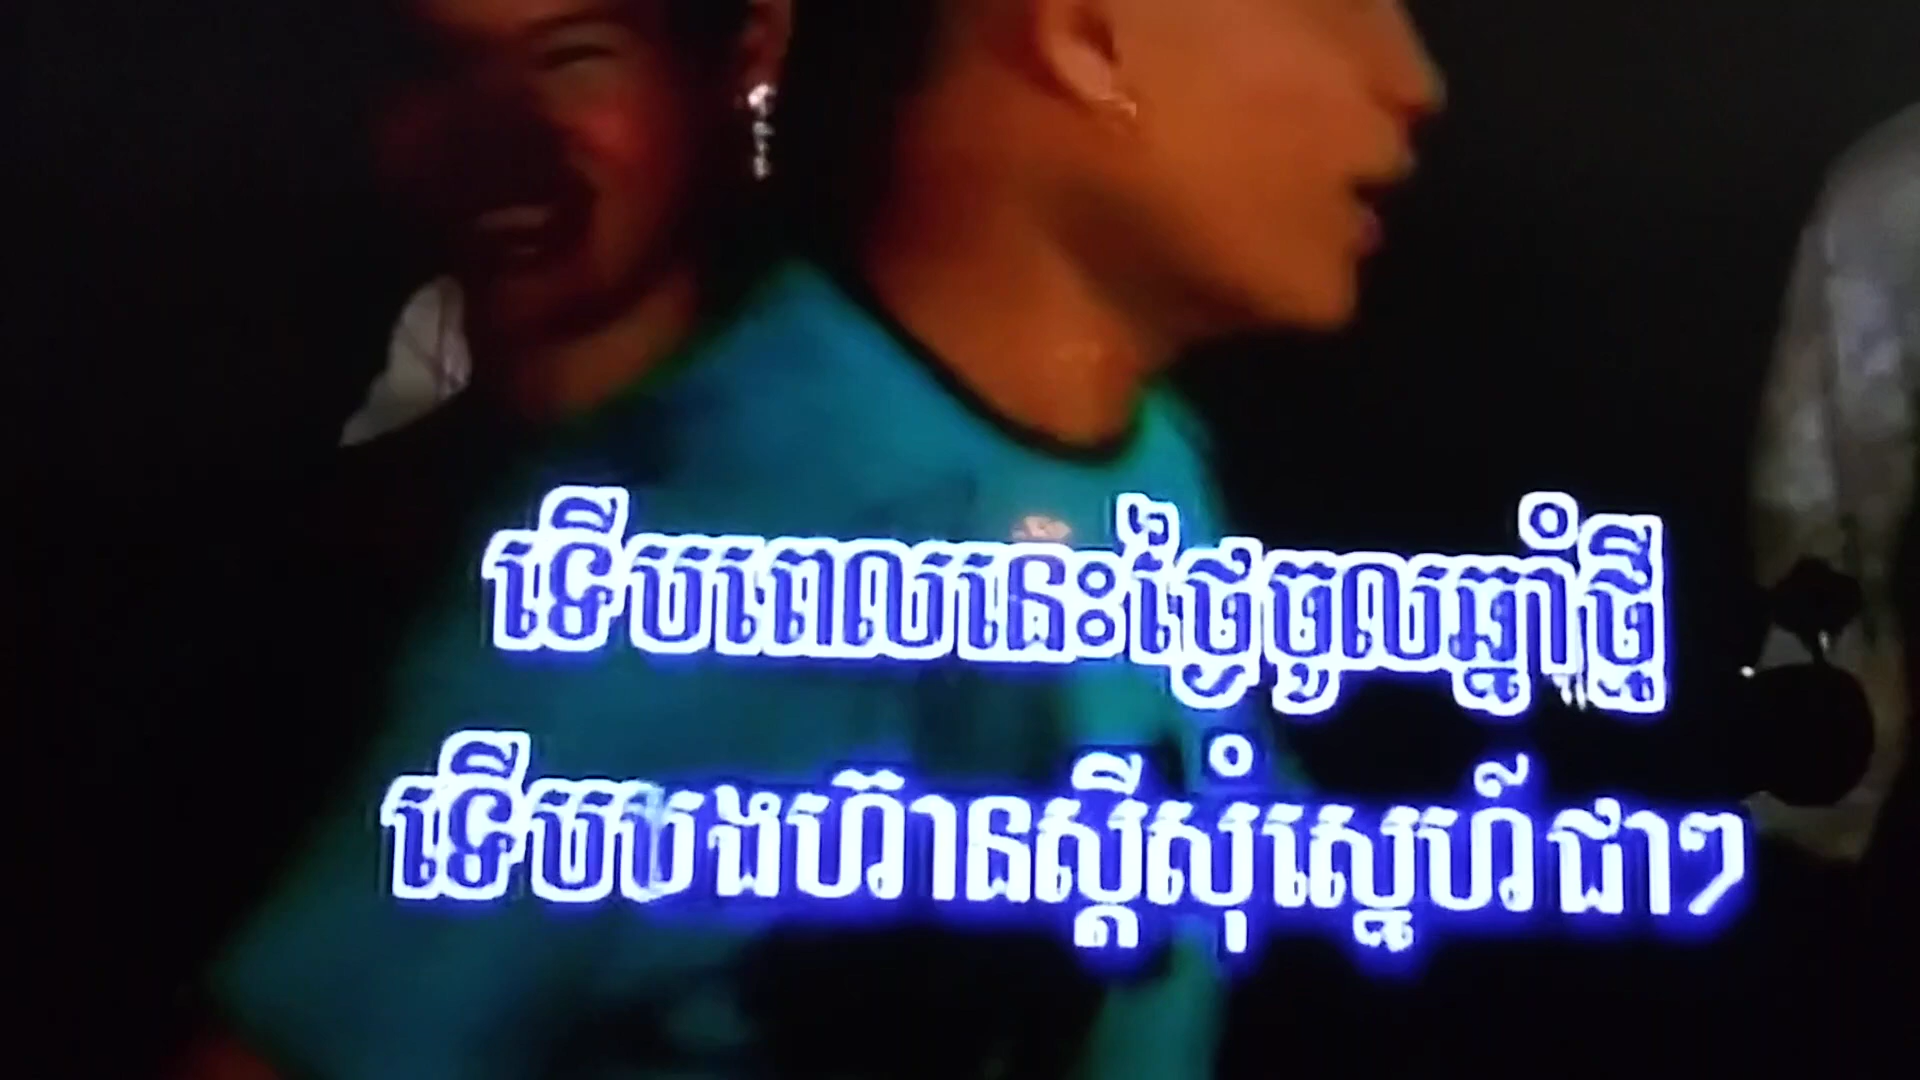 ទើបពេលនេះថ្ងៃចូលឆ្នាំថ្មី
ទើបបងហ៊ានស្ដីសុំស្នេហ៍ជាៗ